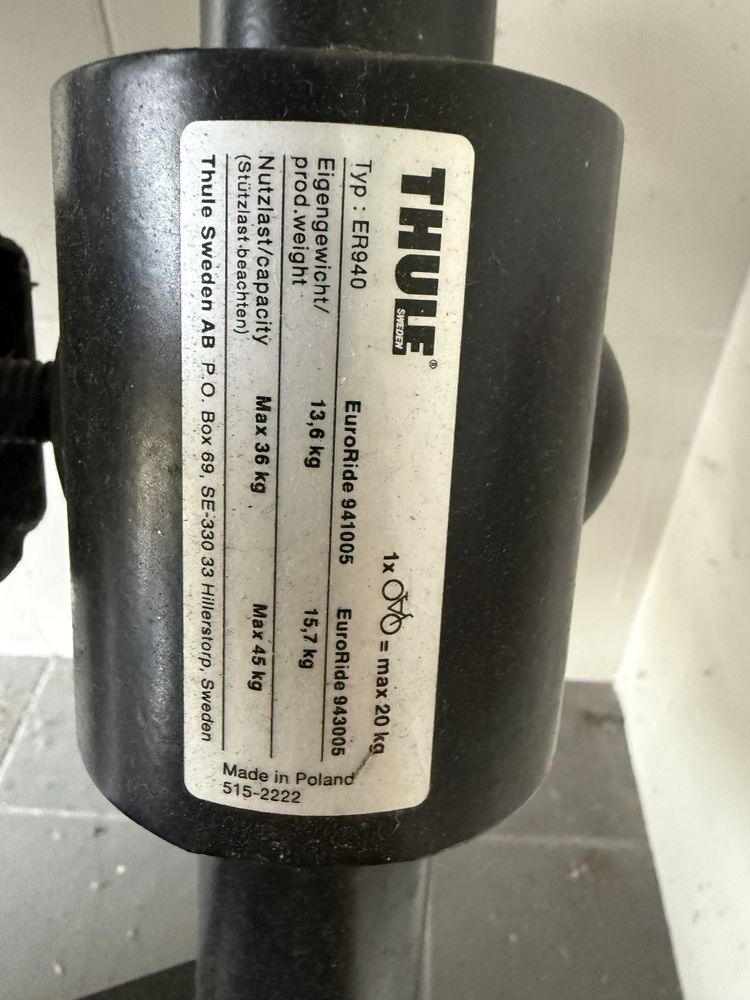 THULE®
SWEDEN
1x = max 20 kg
Typ : ER940 EuroRide 941005 EuroRide 943005
Eigengewicht/
prod.weight 13,6 kg 15,7 kg
Nutzlast/capacity Max 36 kg Max 45 kg
(Stützlast.beachten)
Thule Sweden AB P.O. Box 69, SE-330 33 Hillerstorp, Sweden
Made in Poland
515-2222